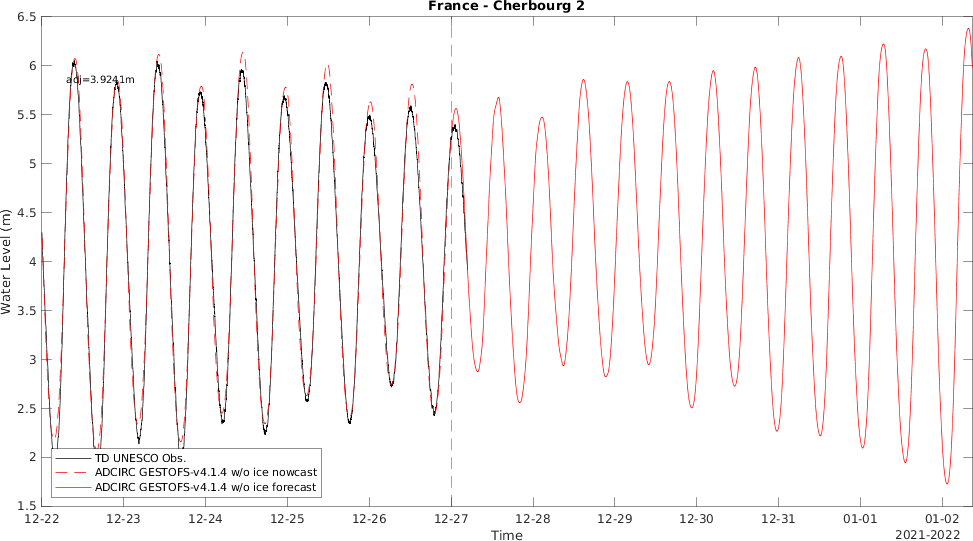 France - Cherbourg 2
6.5
6
5.5
5
4.5
4
3.5
3
2.5
2
1.5
Water Level (m)
adj=3.9241m
TD UNESCO Obs.
ADCIRC GESTOFS-v4.1.4 w/o ice nowcast
ADCIRC GESTOFS-v4.1.4 w/o ice forecast
12-22 12-23 12-24 12-25 12-26 12-27 12-28 12-29 12-30 12-31 01-01 01-02
Time
2021-2022